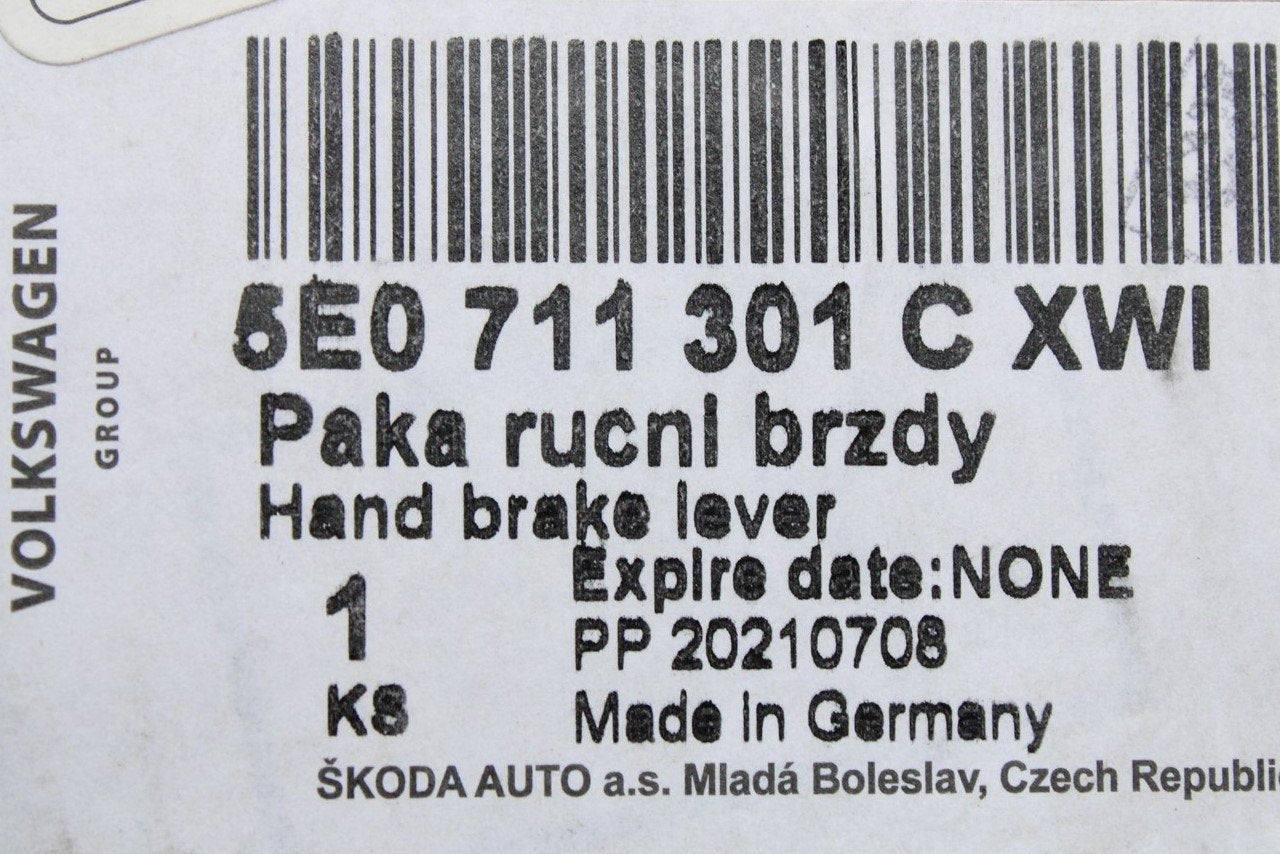 VOLKSWAGEN
GROUP
5E0 711 301 C XWI
Paka rucni brzdy
Hand brake lever
Expire date:NONE
1
PP 20210708
KS
Made in Germany
ŠKODA AUTO a.s. Mladá Boleslav, Czech Republic